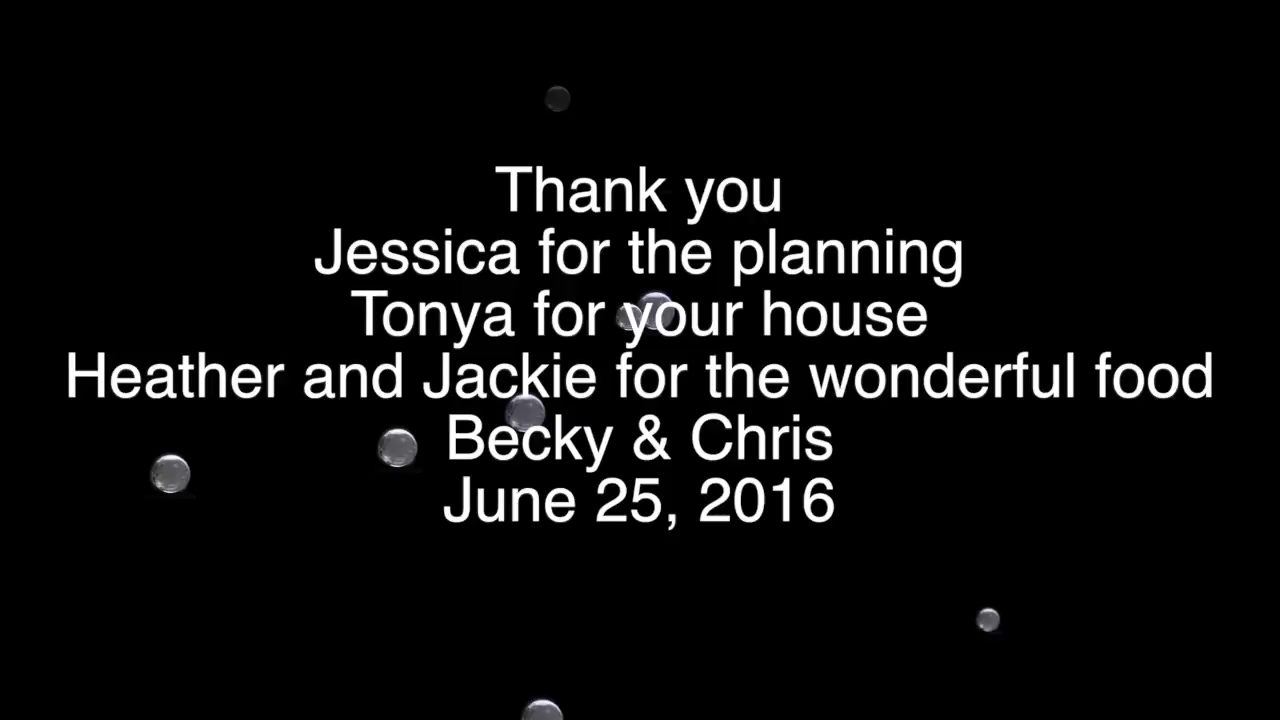 Thank you
Jessica for the planning
Tonya for your house
Heather and Jackie for the wonderful food
Becky & Chris
June 25, 2016